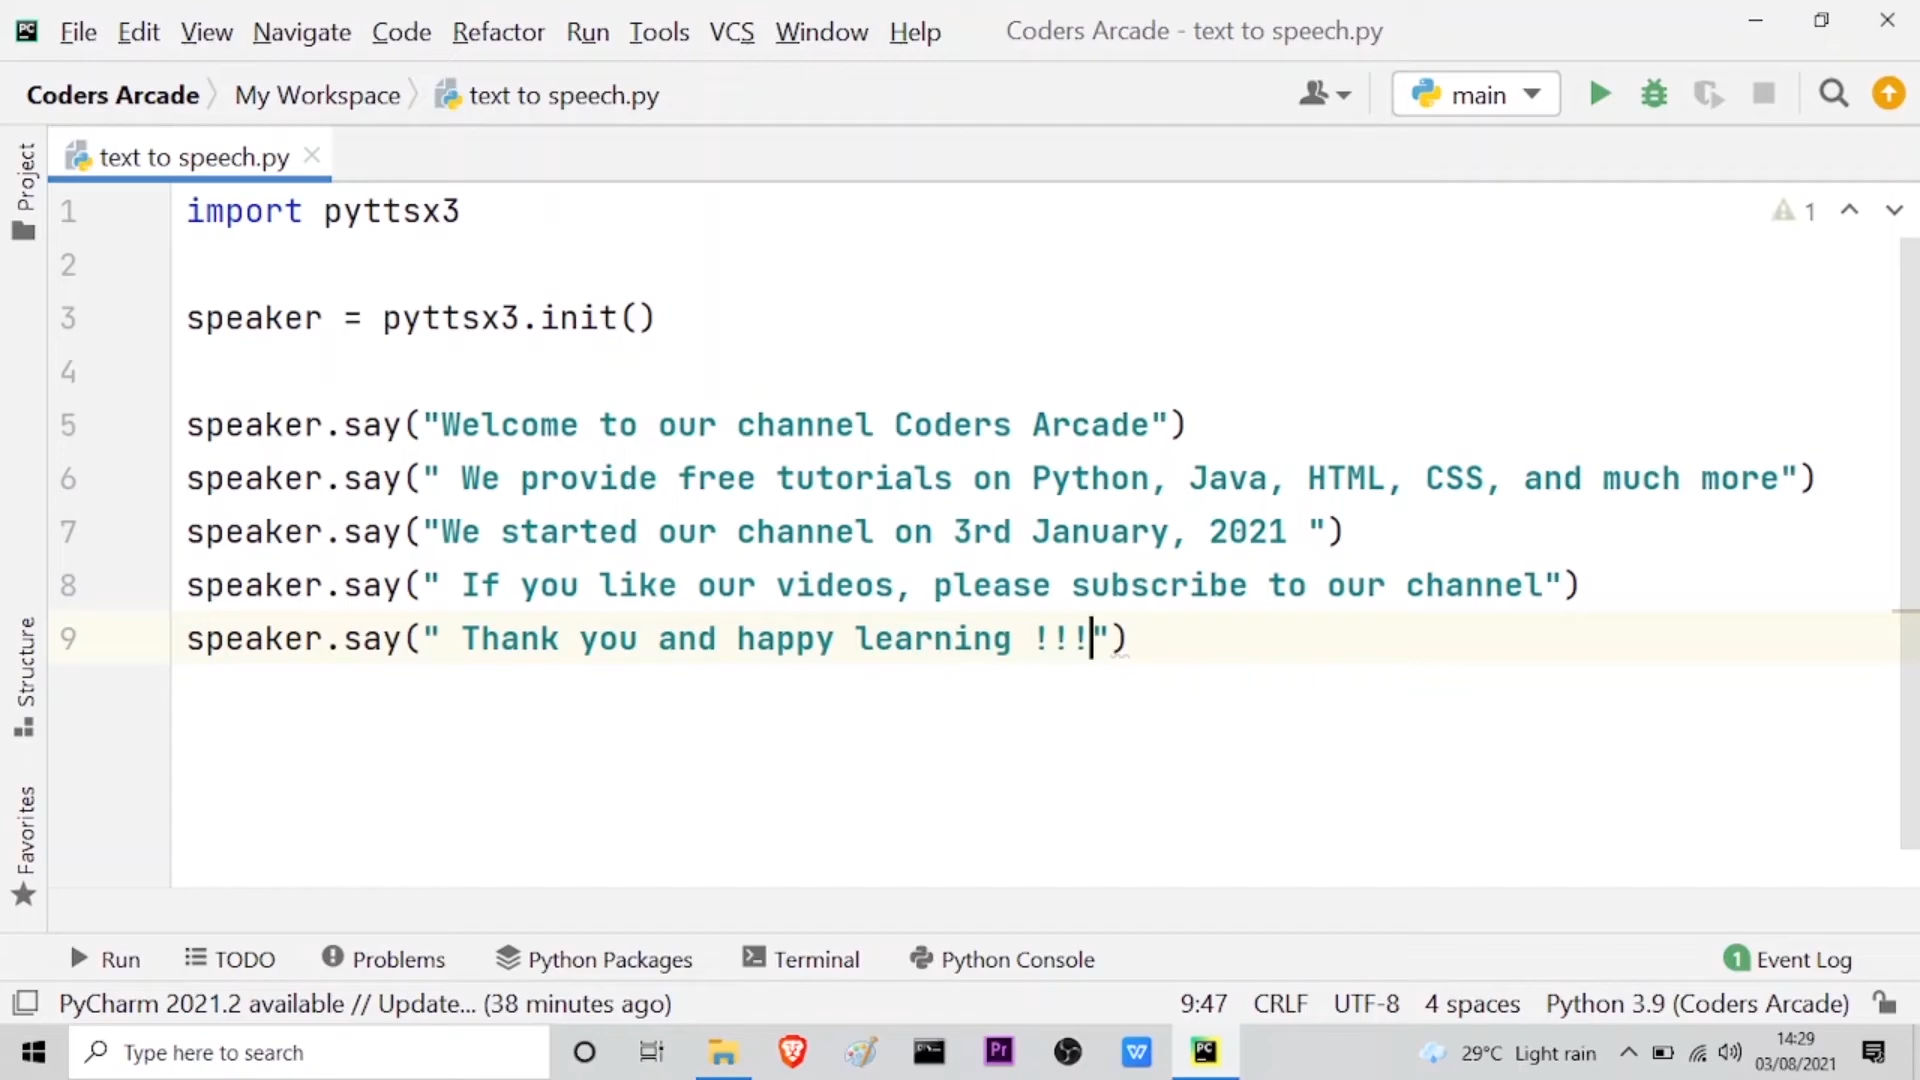 File Edit View Navigate Code Refactor Run Tools VCS Window Help Coders Arcade - text to speech.py
Coders Arcade My Workspace text to speech.py main
text to speech.py
Project
Structure
Favorites
1 import pyttsx3 1
2
3 speaker = pyttsx3.init()
4
5 speaker.say("Welcome to our channel Coders Arcade")
6 speaker.say(" We provide free tutorials on Python, Java, HTML, CSS, and much more")
7 speaker.say("We started our channel on 3rd January, 2021 ")
8 speaker.say(" If you like our videos, please subscribe to our channel")
9 speaker.say(" Thank you and happy learning !!!")
Run TODO Problems Python Packages Terminal Python Console 1 Event Log
PyCharm 2021.2 available // Update... (38 minutes ago) 9:47 CRLF UTF-8 4 spaces Python 3.9 (Coders Arcade)
Type here to search Pr PC 29°C Light rain 14:29
03/08/2021